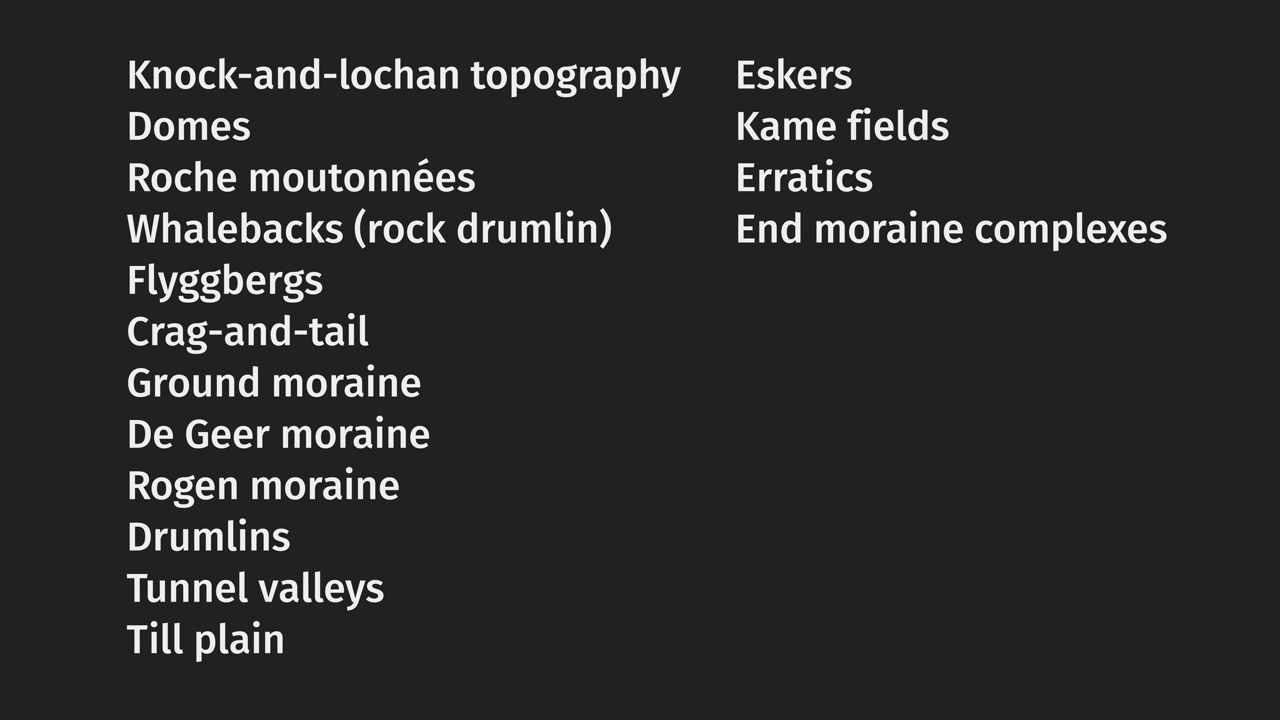 Knock-and-lochan topography
Domes
Roche moutonnées
Whalebacks (rock drumlin)
Flyggbergs
Crag-and-tail
Ground moraine
De Geer moraine
Rogen moraine
Drumlins
Tunnel valleys
Till plain
Eskers
Kame fields
Erratics
End moraine complexes